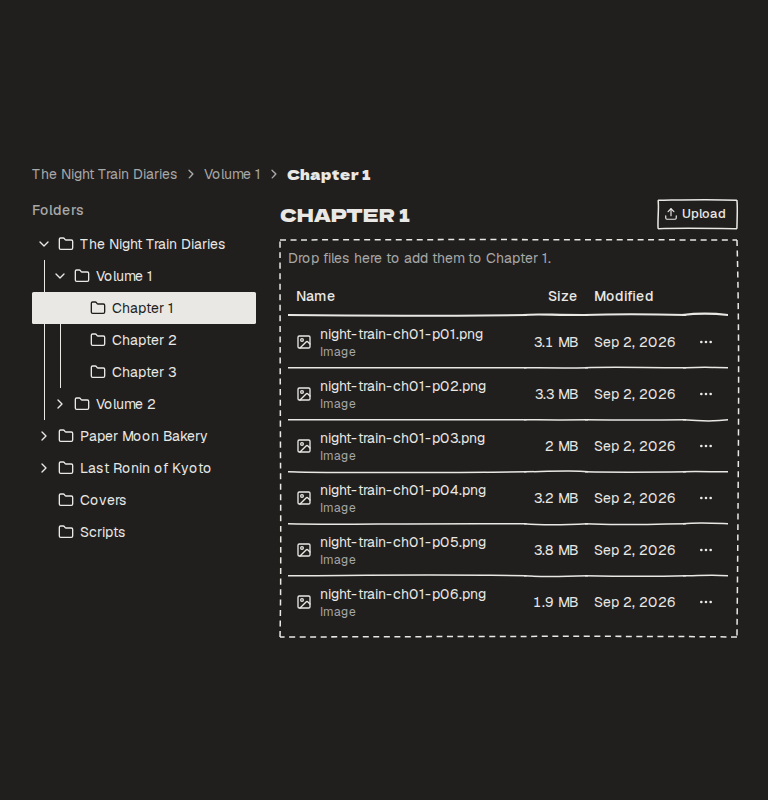 The Night Train Diaries > Volume 1 > Chapter 1
Folders
The Night Train Diaries
Volume 1
Chapter 1
Chapter 2
Chapter 3
Volume 2
Paper Moon Bakery
Last Ronin of Kyoto
Covers
Scripts
CHAPTER 1
Upload
Drop files here to add them to Chapter 1.
Name Size Modified
night-train-ch01-p01.png 3.1 MB Sep 2, 2026
Image
night-train-ch01-p02.png 3.3 MB Sep 2, 2026
Image
night-train-ch01-p03.png 2 MB Sep 2, 2026
Image
night-train-ch01-p04.png 3.2 MB Sep 2, 2026
Image
night-train-ch01-p05.png 3.8 MB Sep 2, 2026
Image
night-train-ch01-p06.png 1.9 MB Sep 2, 2026
Image